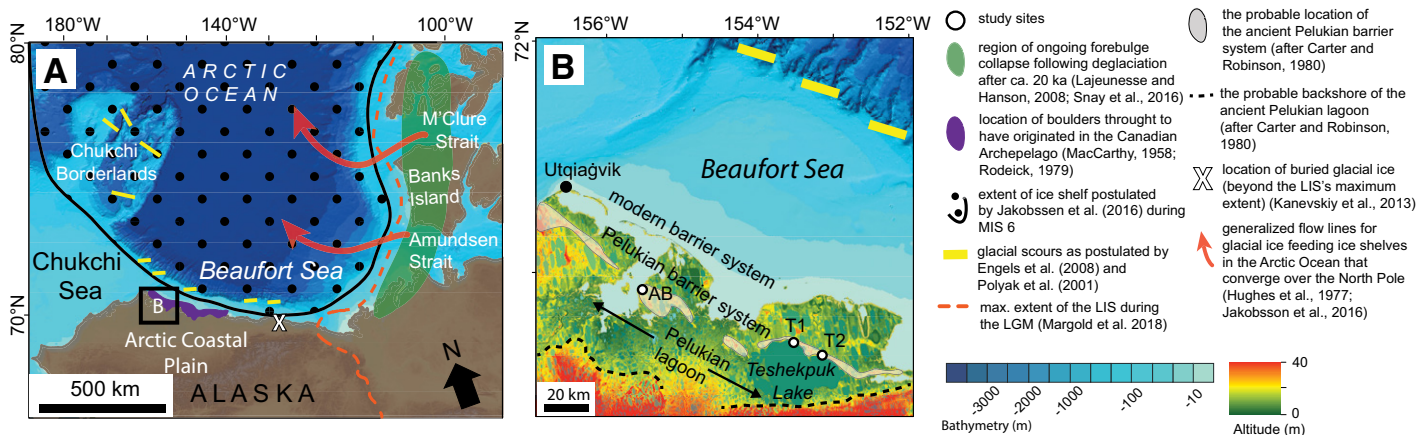 180°W
140°W
100°W
80°N
A
ARCTIC
OCEAN
M'Clure
Strait
Chukchi
Borderlands
Banks
Island
Amundsen
Strait
Chukchi
Sea
Beaufort Sea
70°N
B
X
Arctic Coastal
Plain
N
500 km
ALASKA
156°W
154°W
152°W
72°N
B
Beaufort Sea
Utqiaġvik
modern barrier system
Pelukian barrier system
AB
T1
T2
Pelukian
lagoon
Teshekpuk
Lake
20 km
study sites
region of ongoing forebulge
collapse following deglaciation
after ca. 20 ka (Lajeunesse and
Hanson, 2008; Snay et al., 2016)
location of boulders throught to
have originated in the Canadian
Archepelago (MacCarthy, 1958;
Rodeick, 1979)
extent of ice shelf postulated
by Jakobssen et al. (2016) during
MIS 6
glacial scours as postulated by
Engels et al. (2008) and
Polyak et al. (2001)
max. extent of the LIS during
the LGM (Margold et al. 2018)
the probable location of
the ancient Pelukian barrier
system (after Carter and
Robinson, 1980)
the probable backshore of the
ancient Pelukian lagoon
(after Carter and Robinson,
1980)
X
location of buried glacial ice
(beyond the LIS's maximum
extent) (Kanevskiy et al., 2013)
generalized flow lines for
glacial ice feeding ice shelves
in the Arctic Ocean that
converge over the North Pole
(Hughes et al., 1977;
Jakobsson et al., 2016)
-3000
-2000
-1000
-100
-10
Bathymetry (m)
40
0
Altitude (m)